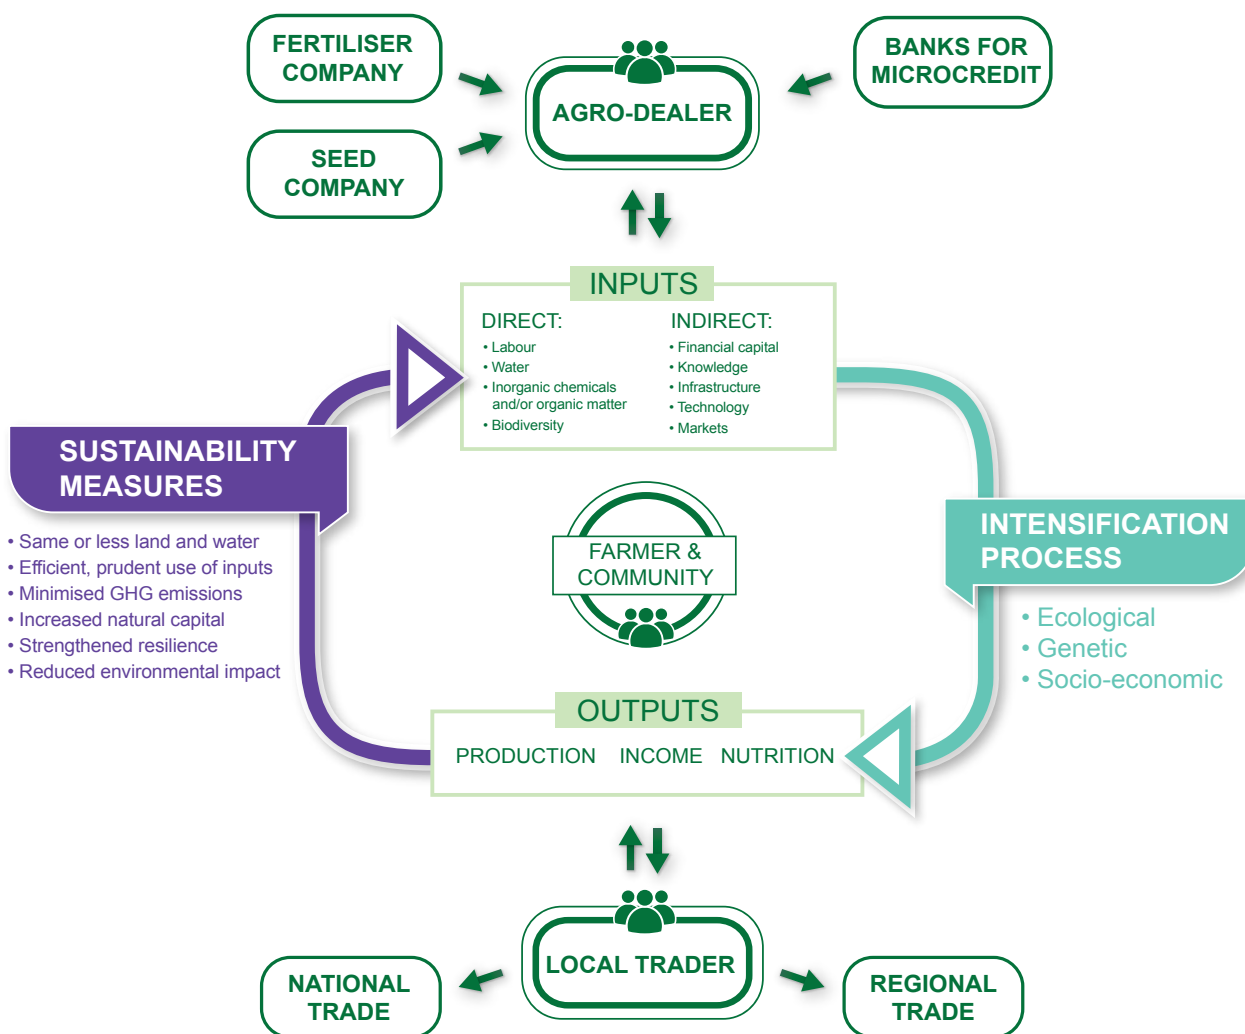 FERTILISER
COMPANY
BANKS FOR
MICROCREDIT
AGRO-DEALER
SEED
COMPANY
INPUTS
DIRECT:
• Labour
• Water
• Inorganic chemicals
and/or organic matter
• Biodiversity
INDIRECT:
• Financial capital
• Knowledge
• Infrastructure
• Technology
• Markets
SUSTAINABILITY
MEASURES
• Same or less land and water
• Efficient, prudent use of inputs
• Minimised GHG emissions
• Increased natural capital
• Strengthened resilience
• Reduced environmental impact
FARMER &
COMMUNITY
INTENSIFICATION
PROCESS
• Ecological
• Genetic
• Socio-economic
OUTPUTS
PRODUCTION INCOME NUTRITION
LOCAL TRADER
NATIONAL
TRADE
REGIONAL
TRADE